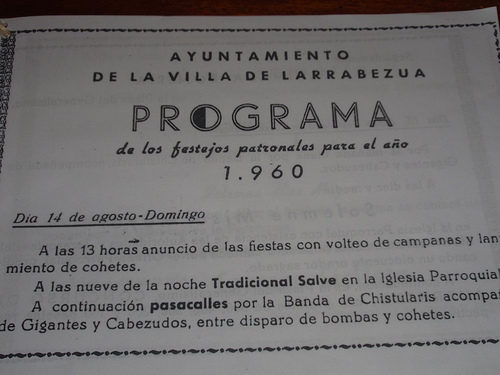 AYUNTAMIENTO
DE LA VILLA DE LARRABEZUA
PROGRAMA
de los festejos patronales para el año
1.960
Día 14 de agosto-Domingo
A las 13 horas anuncio de las fiestas con volteo de campanas y lan
miento de cohetes.
A las nueve de la noche Tradicional Salve en la Iglesia Parroquia
A continuación pasacalles por la Banda de Chistularis acompa
de Gigantes y Cabezudos, entre disparo de bombas y cohetes.